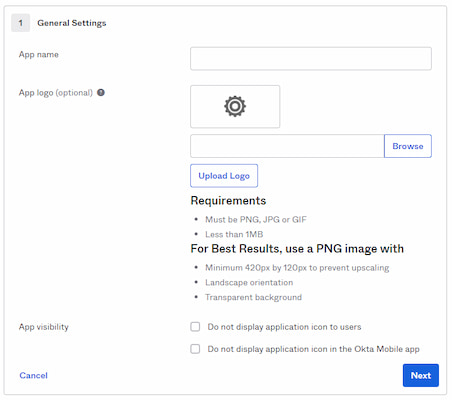 1 General Settings
App name
App logo (optional)
Browse
Upload Logo
Requirements
• Must be PNG, JPG or GIF
• Less than 1MB
For Best Results, use a PNG image with
• Minimum 420px by 120px to prevent upscaling
• Landscape orientation
• Transparent background
App visibility
Do not display application icon to users
Do not display application icon in the Okta Mobile app
Cancel
Next